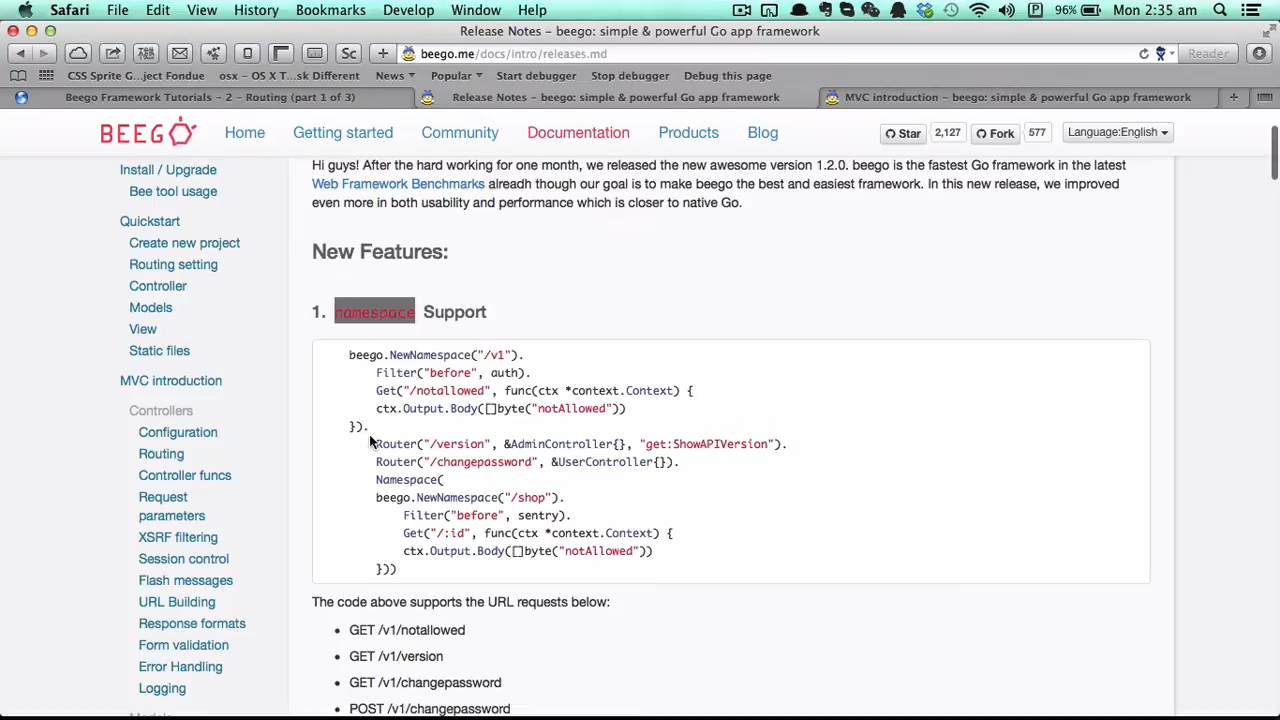 Safari File Edit View History Bookmarks Develop Window Help 96% Mon 2:35 am
Release Notes – beego: simple & powerful Go app framework
Sc beego.me/docs/intro/releases.md Reader
CSS Sprite G...ject Fondue osx - OS X T...sk Different News Popular Start debugger Stop debugger Debug this page
Beego Framework Tutorials – 2 – Routing (part 1 of 3) Release Notes – beego: simple & powerful Go app framework MVC introduction – beego: simple & powerful Go app framework
BEEGO Home Getting started Community Documentation Products Blog Star 2,127 Fork 577 Language:English
Install / Upgrade
Bee tool usage
Quickstart
Create new project
Routing setting
Controller
Models
View
Static files
MVC introduction
Controllers
Configuration
Routing
Controller funcs
Request
parameters
XSRF filtering
Session control
Flash messages
URL Building
Response formats
Form validation
Error Handling
Logging
Hi guys! After the hard working for one month, we released the new awesome version 1.2.0. beego is the fastest Go framework in the latest
Web Framework Benchmarks alreadh though our goal is to make beego the best and easiest framework. In this new release, we improved
even more in both usability and performance which is closer to native Go.
New Features:
1. namespace Support
beego.NewNamespace("/v1").
Filter("before", auth).
Get("/notallowed", func(ctx *context.Context) {
ctx.Output.Body([]byte("notAllowed"))
}).
Router("/version", &AdminController{}, "get:ShowAPIVersion").
Router("/changepassword", &UserController{}).
Namespace(
beego.NewNamespace("/shop").
Filter("before", sentry).
Get("/:id", func(ctx *context.Context) {
ctx.Output.Body([]byte("notAllowed"))
}))
The code above supports the URL requests below:
• GET /v1/notallowed
• GET /v1/version
• GET /v1/changepassword
• POST /v1/changepassword